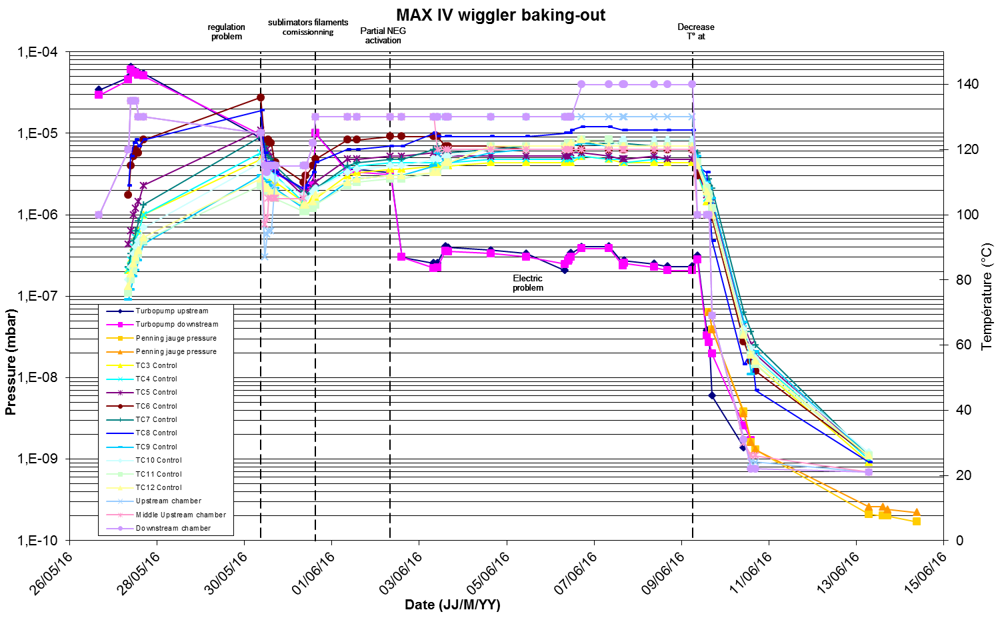 MAX IV wiggler baking-out
regulation
problem
sublimators filaments
comissionning
Partial NEG
activation
Decrease
T° at
1,E-04
1,E-05
1,E-06
1,E-07
1,E-08
1,E-09
1,E-10
Pressure (mbar)
140
120
100
80
60
40
20
0
Température (°C)
Electric
problem
Turbopump upstream
Turbopump downstream
Penning jauge pressure
Penning jauge pressure
TC3 Control
TC4 Control
TC5 Control
TC6 Control
TC7 Control
TC8 Control
TC9 Control
TC10 Control
TC11 Control
TC12 Control
Upstream chamber
Middle Upstream chamber
Downstream chamber
26/05/16
28/05/16
30/05/16
01/06/16
03/06/16
05/06/16
07/06/16
09/06/16
11/06/16
13/06/16
15/06/16
Date (JJ/M/YY)